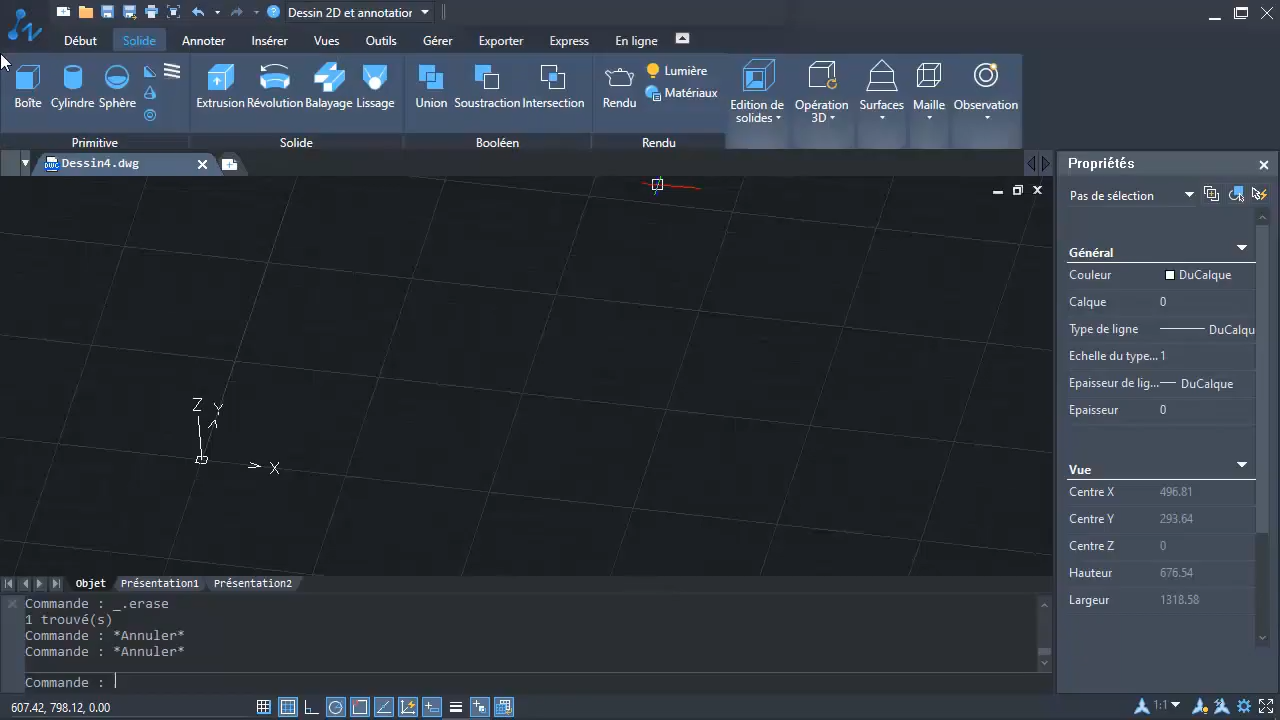 Dessin 2D et annotation
Début Solide Annoter Insérer Vues Outils Gérer Exporter Express En ligne
Boîte Cylindre Sphère Extrusion Révolution Balayage Lissage Union Soustraction Intersection Rendu Lumière Matériaux Edition de solides Opération 3D Surfaces Maille Observation
Primitive Solide Booléen Rendu
Dessin4.dwg
Propriétés
Pas de sélection
Général
Couleur DuCalque
Calque 0
Type de ligne DuCalqu
Echelle du type... 1
Epaisseur de lig... DuCalque
Epaisseur 0
Vue
Centre X 496.81
Centre Y 293.64
Centre Z 0
Hauteur 676.54
Largeur 1318.58
Z Y
X
Objet Présentation1 Présentation2
Commande : _.erase
1 trouvé(s)
Commande : *Annuler*
Commande : *Annuler*
Commande :
607.42, 798.12, 0.00
1:1